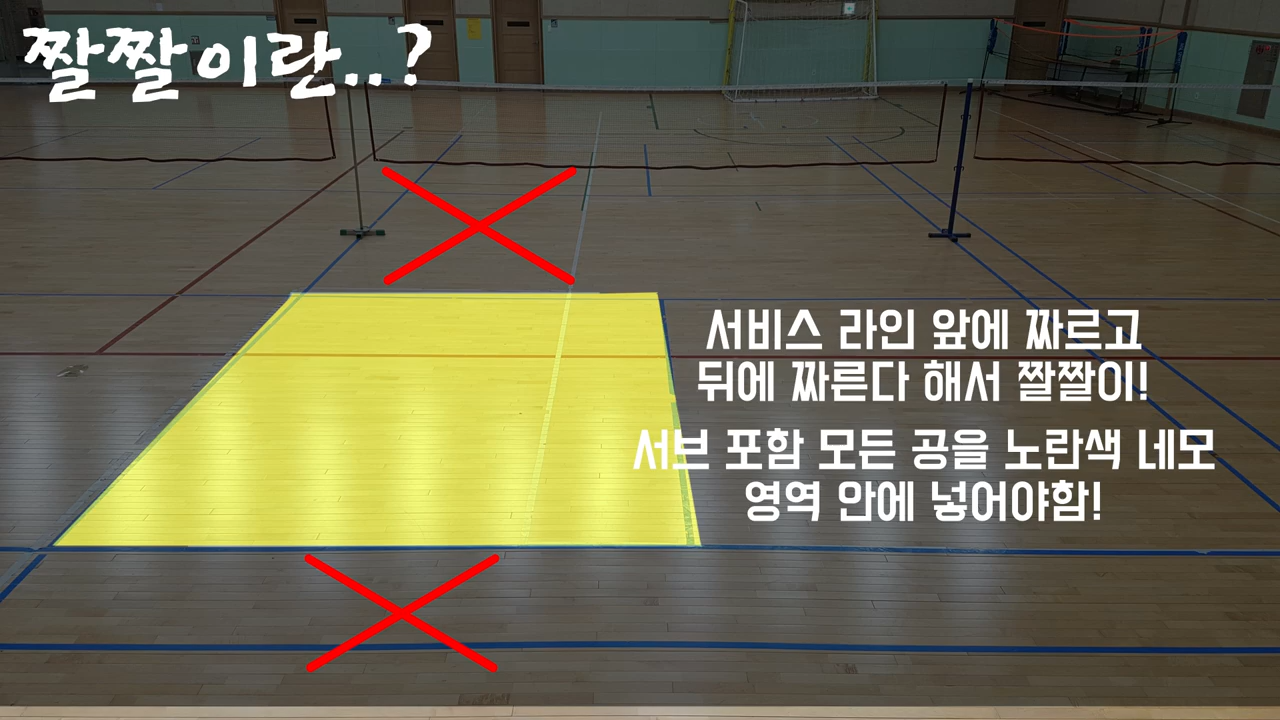 짤짤이란..?
서비스 라인 앞에 짜르고
뒤에 짜른다 해서 짤짤이!
서브 포함 모든 공을 노란색 네모
영역 안에 넣어야함!